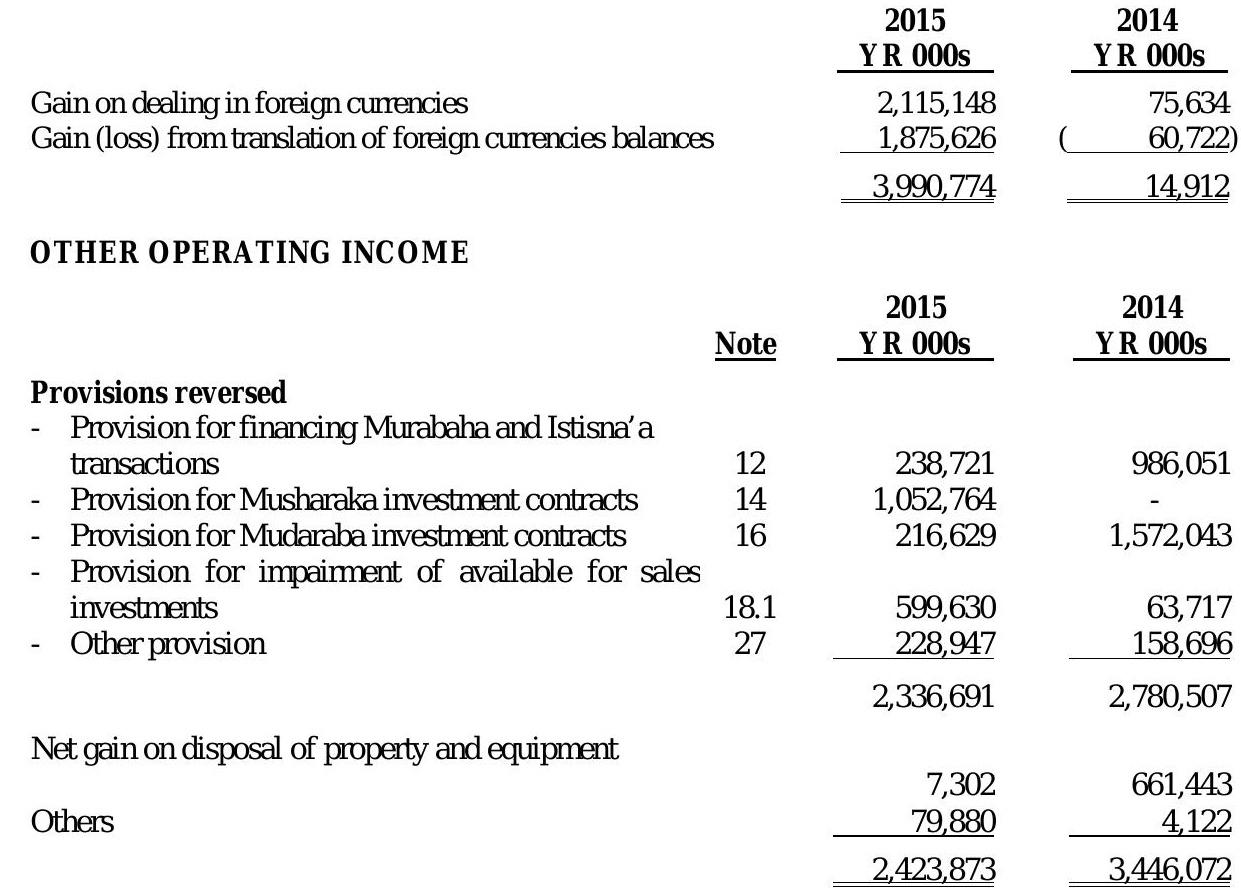 2015 2014
YR 000s YR 000s
Gain on dealing in foreign currencies 2,115,148 75,634
Gain (loss) from translation of foreign currencies balances 1,875,626 ( 60,722)
3,990,774 14,912
OTHER OPERATING INCOME
2015 2014
Note YR 000s YR 000s
Provisions reversed
- Provision for financing Murabaha and Istisna’a
transactions 12 238,721 986,051
- Provision for Musharaka investment contracts 14 1,052,764 -
- Provision for Mudaraba investment contracts 16 216,629 1,572,043
- Provision for impairment of available for sales
investments 18.1 599,630 63,717
- Other provision 27 228,947 158,696
2,336,691 2,780,507
Net gain on disposal of property and equipment
7,302 661,443
Others 79,880 4,122
2,423,873 3,446,072